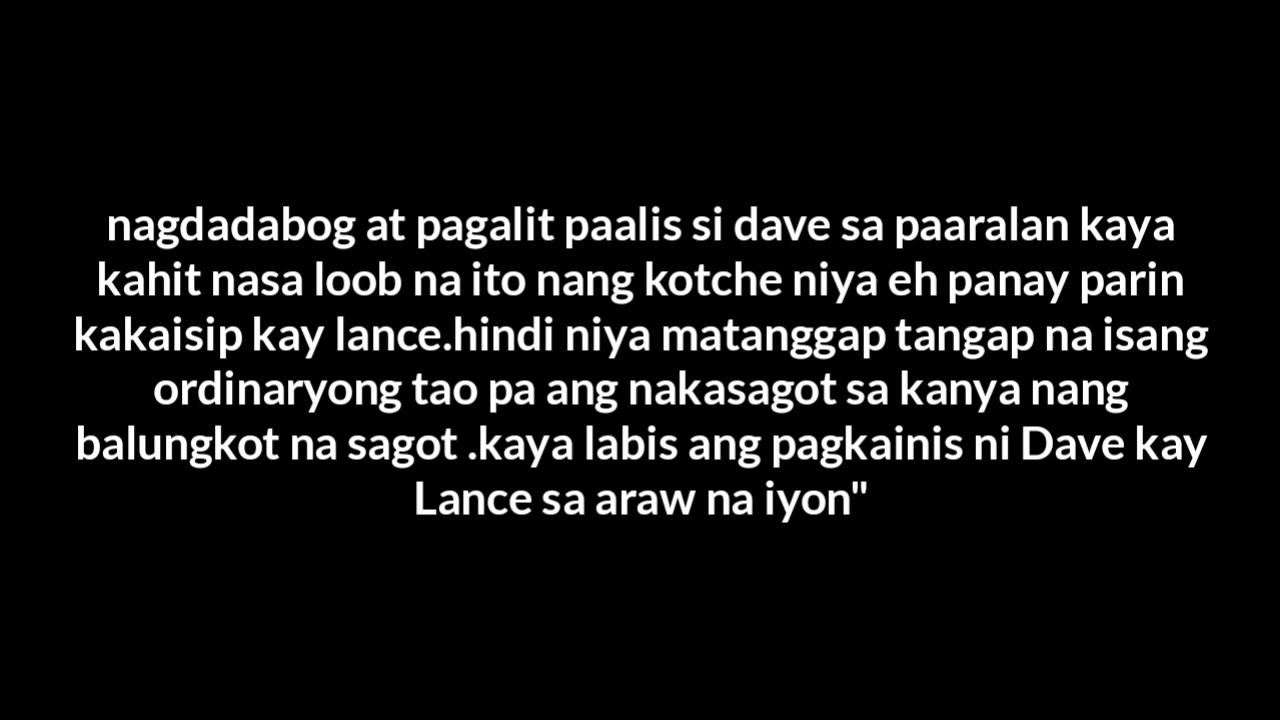 nagdadabog at pagalit paalis si dave sa paaralan kaya
kahit nasa loob na ito nang kotche niya eh panay parin
kakaisip kay lance.hindi niya matanggap tangap na isang
ordinaryong tao pa ang nakasagot sa kanya nang
balungkot na sagot .kaya labis ang pagkainis ni Dave kay
Lance sa araw na iyon"